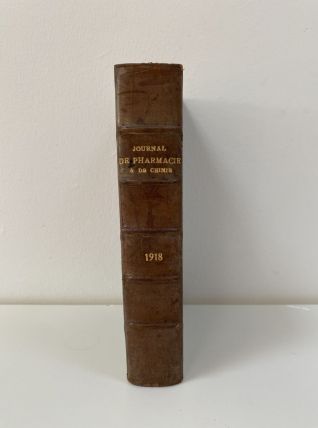 JOURNAL
DE PHARMACIE
& DE CHIMIE
1918